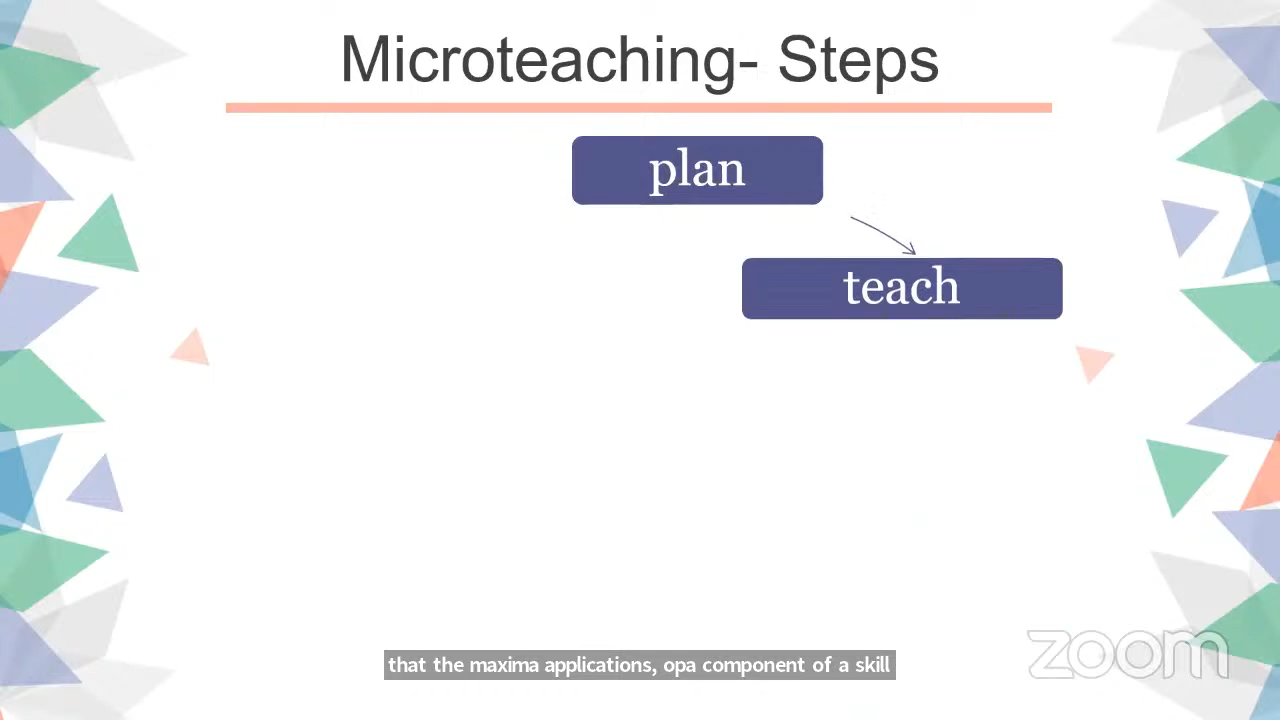 Microteaching- Steps
plan
teach
that the maxima applications, opa component of a skill
zoom